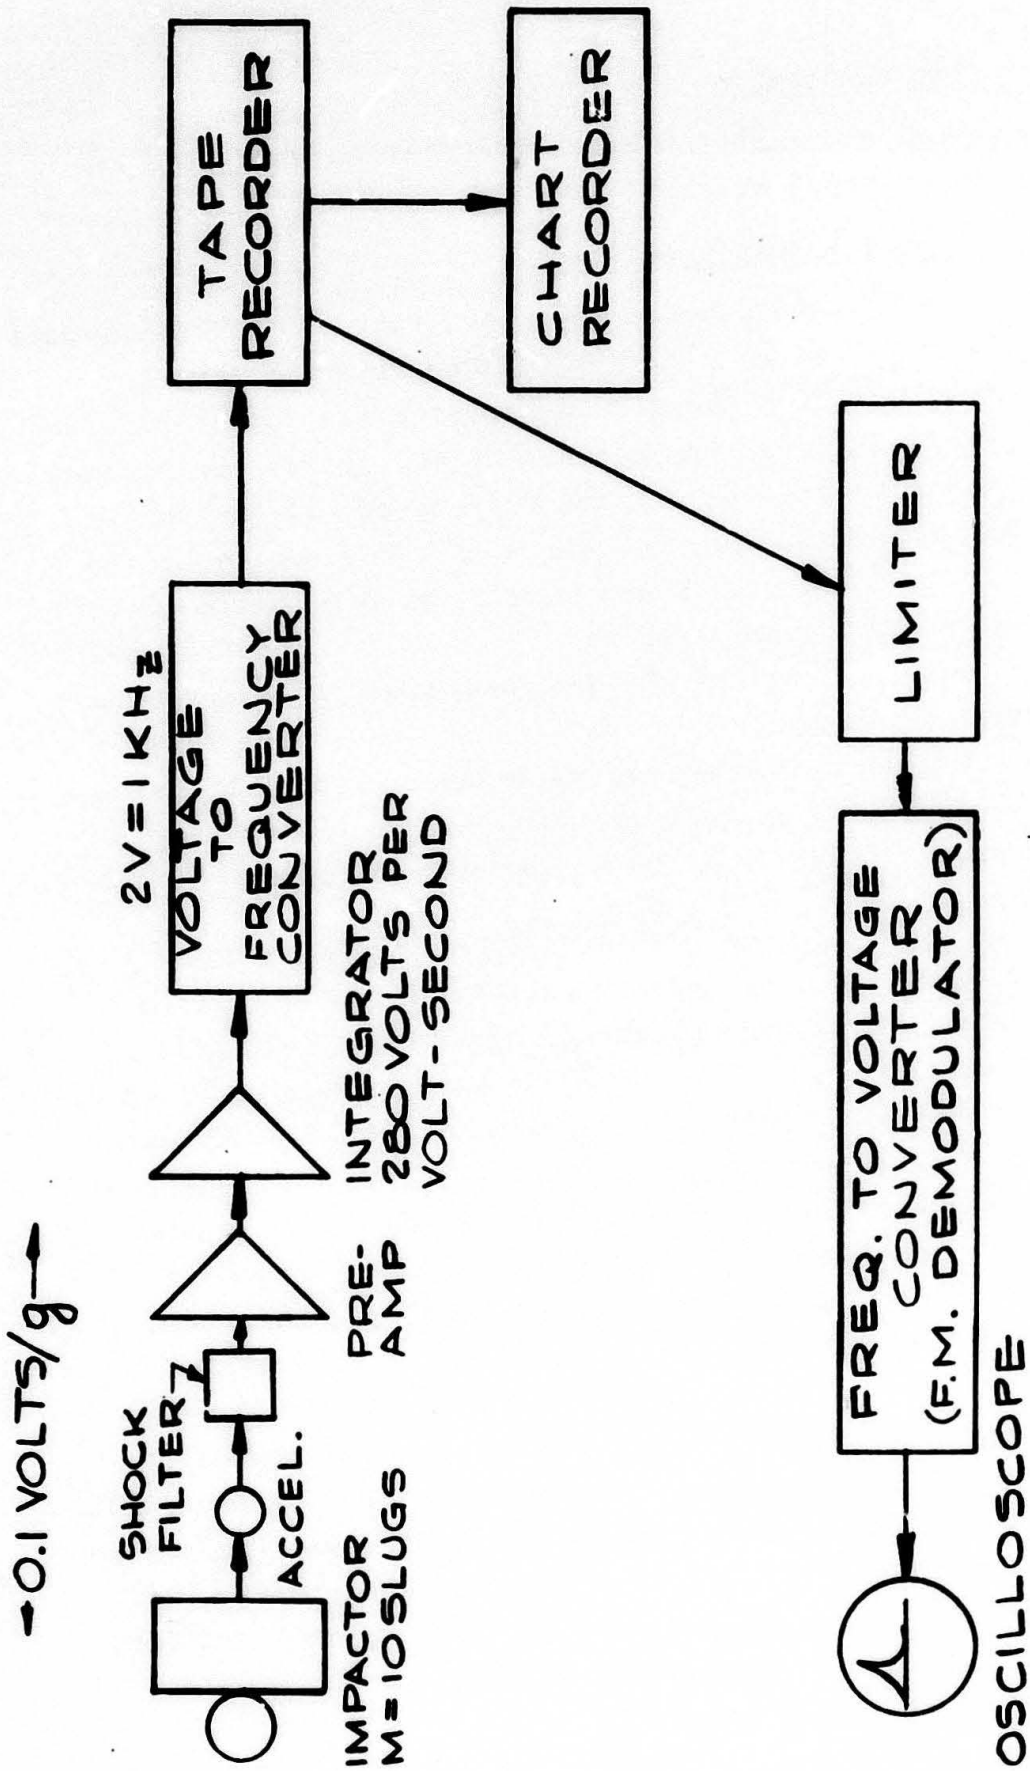 0.1 VOLTS/g
SHOCK
FILTER
ACCEL.
IMPACTOR
M=10SLUGS
PRE-
AMP
INTEGRATOR
280 VOLTS PER
VOLT-SECOND
2V=1KHz
VOLTAGE
TO
FREQUENCY
CONVERTER
TAPE
RECORDER
CHART
RECORDER
LIMITER
FREQ. TO VOLTAGE
CONVERTER
(F.M. DEMODULATOR)
OSCILLOSCOPE